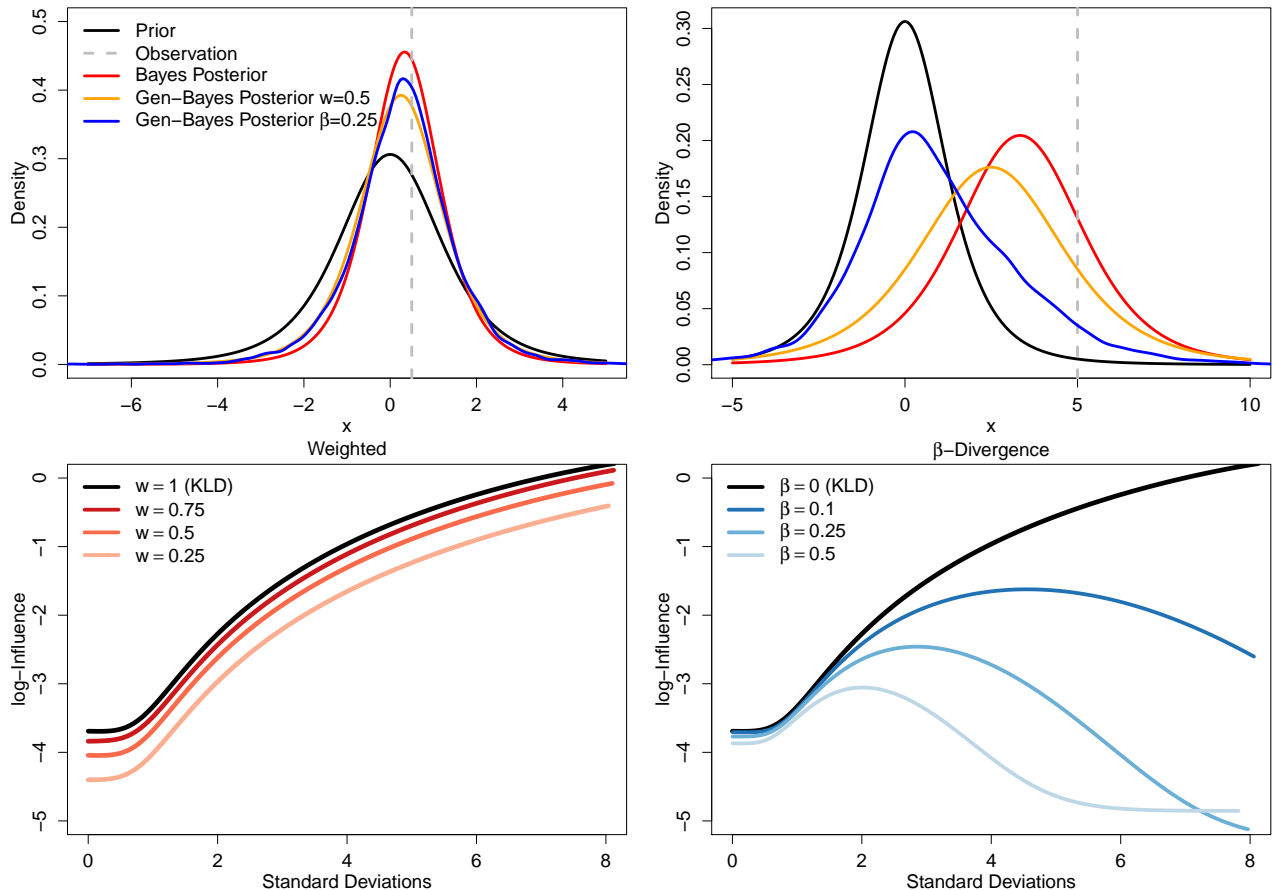 0.0 0.1 0.2 0.3 0.4 0.5
Density
Prior
Observation
Bayes Posterior
Gen−Bayes Posterior w=0.5
Gen−Bayes Posterior β=0.25
−6 −4 −2 0 2 4
x
0.00 0.05 0.10 0.15 0.20 0.25 0.30
Density
−5 0 5 10
x
Weighted
−5 −4 −3 −2 −1 0
log−Influence
w = 1 (KLD)
w = 0.75
w = 0.5
w = 0.25
0 2 4 6 8
Standard Deviations
β−Divergence
−5 −4 −3 −2 −1 0
log−Influence
β = 0 (KLD)
β = 0.1
β = 0.25
β = 0.5
0 2 4 6 8
Standard Deviations